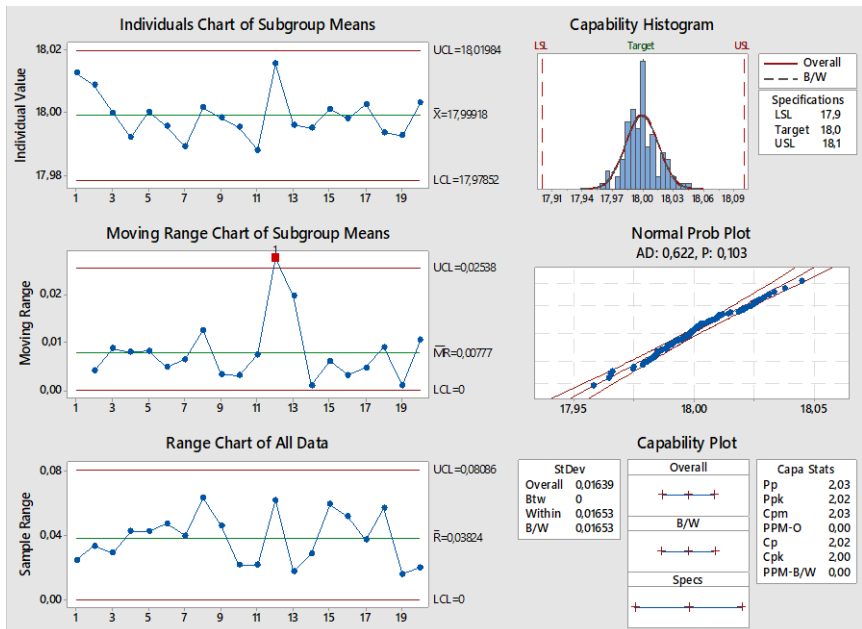 Individuals Chart of Subgroup Means
Individual Value
18,02
18,00
17,98
UCL=18,01984
X̿=17,99918
LCL=17,97852
1 3 5 7 9 11 13 15 17 19
Moving Range Chart of Subgroup Means
Moving Range
0,02
0,01
0,00
1
UCL=0,02538
M̅R̅=0,00777
LCL=0
1 3 5 7 9 11 13 15 17 19
Range Chart of All Data
Sample Range
0,08
0,04
0,00
UCL=0,08086
R̅=0,03824
LCL=0
1 3 5 7 9 11 13 15 17 19
Capability Histogram
LSL Target USL
17,91 17,94 17,97 18,00 18,03 18,06 18,09
Overall
B/W
Specifications
LSL 17,9
Target 18,0
USL 18,1
Normal Prob Plot
AD: 0,622, P: 0,103
17,95 18,00 18,05
Capability Plot
StDev
Overall 0,01639
Btw 0
Within 0,01653
B/W 0,01653
Overall
B/W
Specs
Capa Stats
Pp 2,03
Ppk 2,02
Cpm 2,03
PPM-O 0,00
Cp 2,02
Cpk 2,00
PPM-B/W 0,00